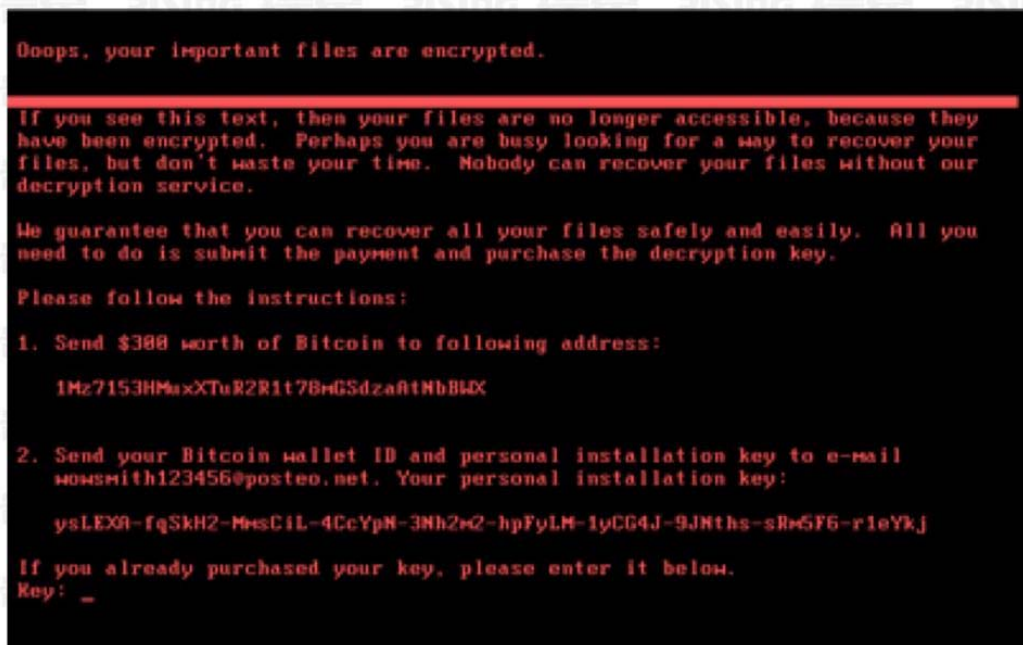 Ooops, your important files are encrypted.
If you see this text, then your files are no longer accessible, because they
have been encrypted. Perhaps you are busy looking for a way to recover your
files, but don't waste your time. Nobody can recover your files without our
decryption service.
We guarantee that you can recover all your files safely and easily. All you
need to do is submit the payment and purchase the decryption key.
Please follow the instructions:
1. Send $300 worth of Bitcoin to following address:
1Mz7153HMuxXTuR2R1t78mGSdzaAtNbBWX
2. Send your Bitcoin wallet ID and personal installation key to e-mail
wowsmith123456@posteo.net. Your personal installation key:
ysLEXA-fqSkH2-MmsCiL-4CcYpN-3Nh2m2-hpFyLM-1yCG4J-9JNths-sRm5F6-r1eYkj
If you already purchased your key, please enter it below.
Key: _